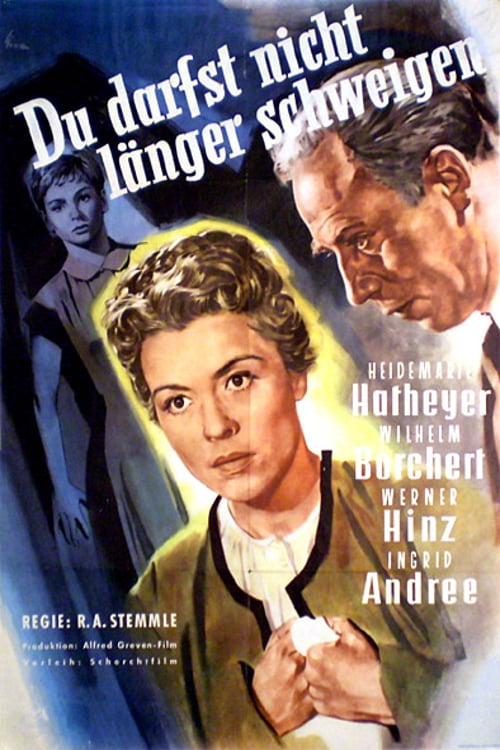 Du darfst nicht
länger schweigen
HEIDEMARIE
Hatheyer
WILHELM
Borchert
WERNER
Hinz
INGRID
Andree
REGIE: R. A. STEMMLE
Produktion: Alfred Greven-Film
Verleih: Schorchtfilm